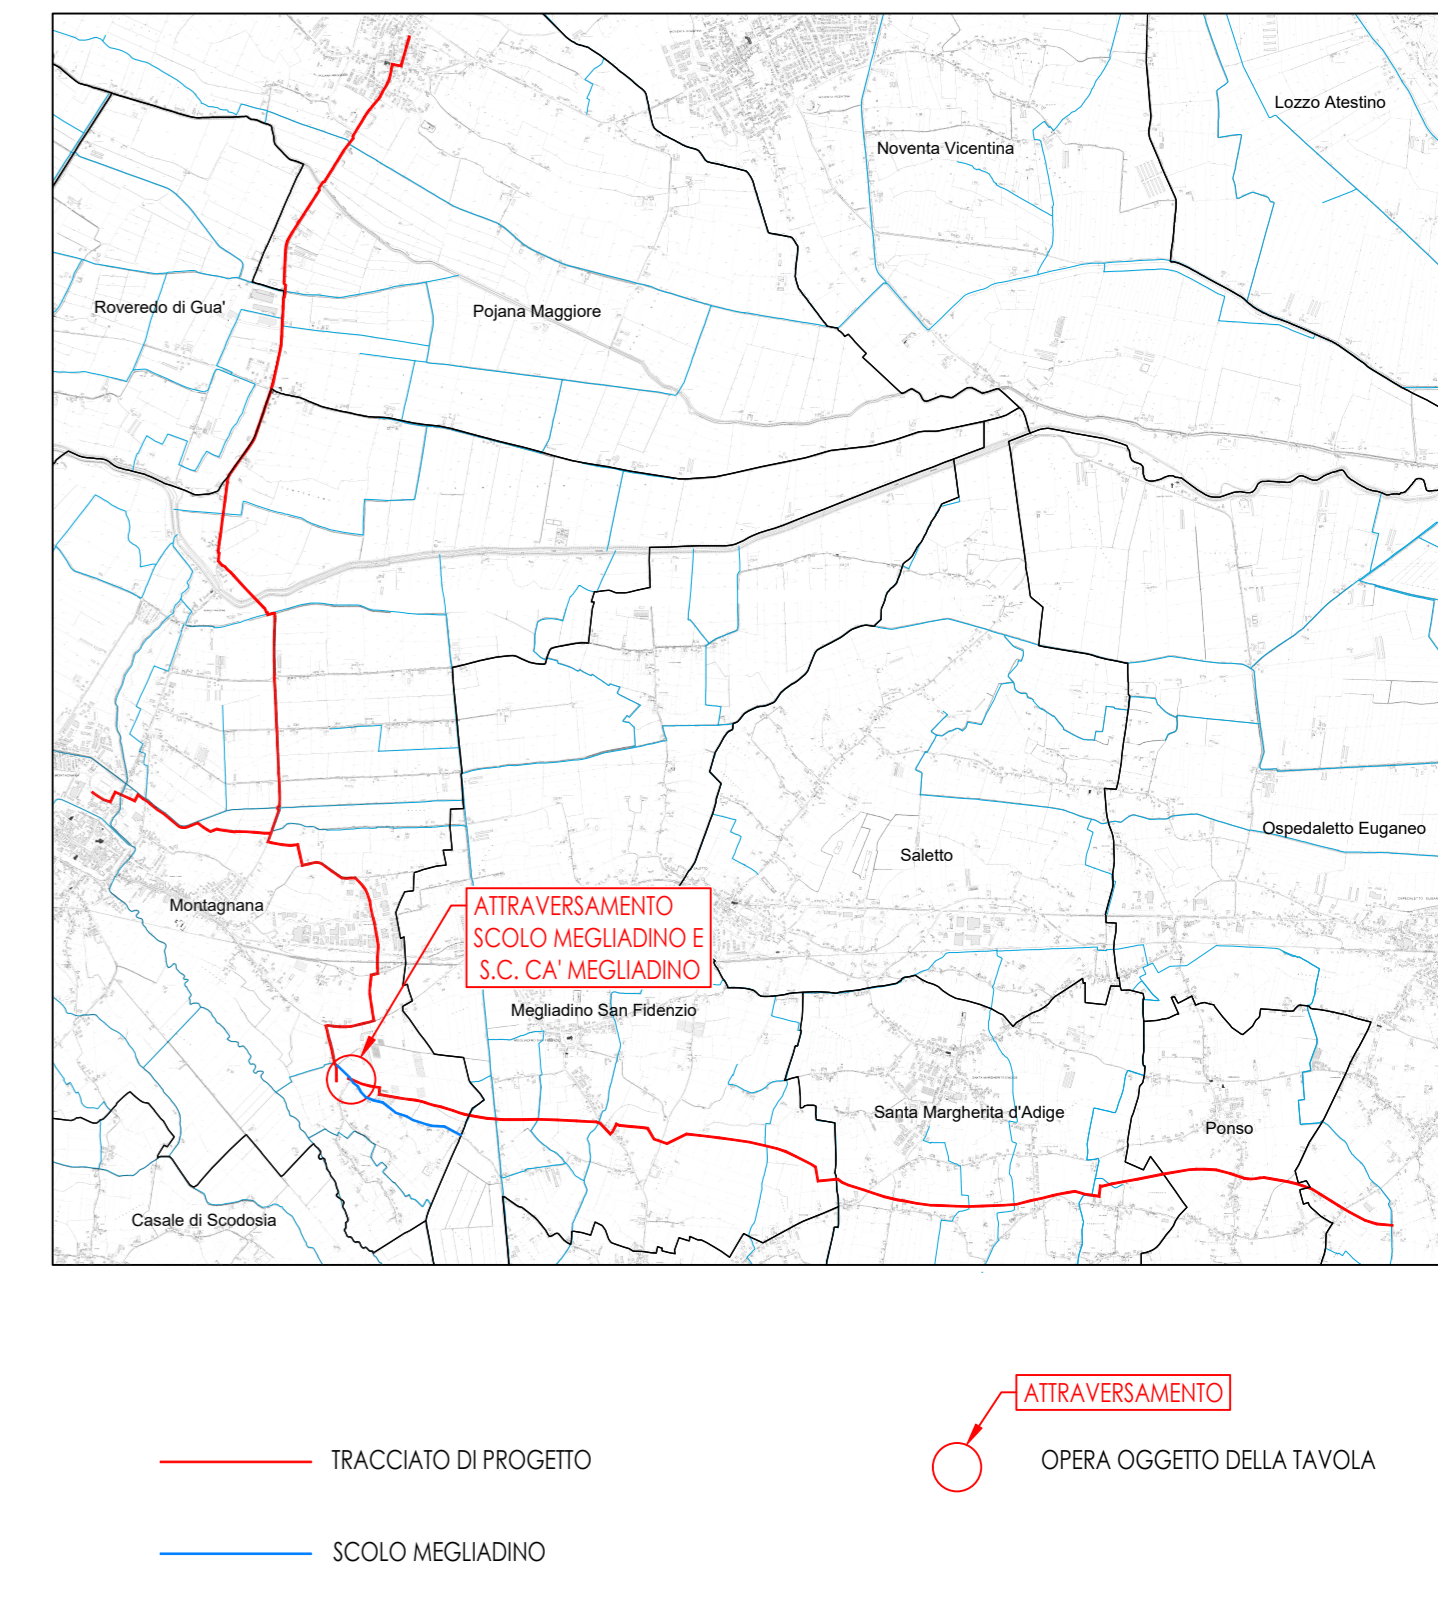 Lozzo Atestino
Noventa Vicentina
Roveredo di Gua'
Pojana Maggiore
Ospedaletto Euganeo
Saletto
Montagnana
ATTRAVERSAMENTO
SCOLO MEGLIADINO E
S.C. CA' MEGLIADINO
Megliadino San Fidenzio
Santa Margherita d'Adige
Ponso
Casale di Scodosia
ATTRAVERSAMENTO
TRACCIATO DI PROGETTO
OPERA OGGETTO DELLA TAVOLA
SCOLO MEGLIADINO